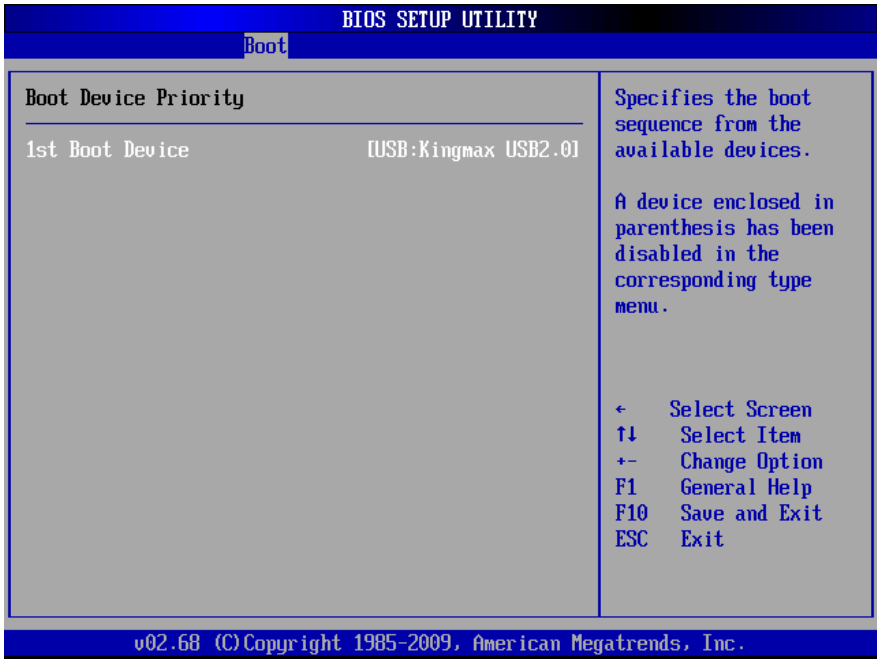 BIOS SETUP UTILITY
Boot
Boot Device Priority
1st Boot Device [USB:Kingmax USB2.0]
Specifies the boot
sequence from the
available devices.
A device enclosed in
parenthesis has been
disabled in the
corresponding type
menu.
← Select Screen
↑↓ Select Item
+- Change Option
F1 General Help
F10 Save and Exit
ESC Exit
v02.68 (C)Copyright 1985-2009, American Megatrends, Inc.